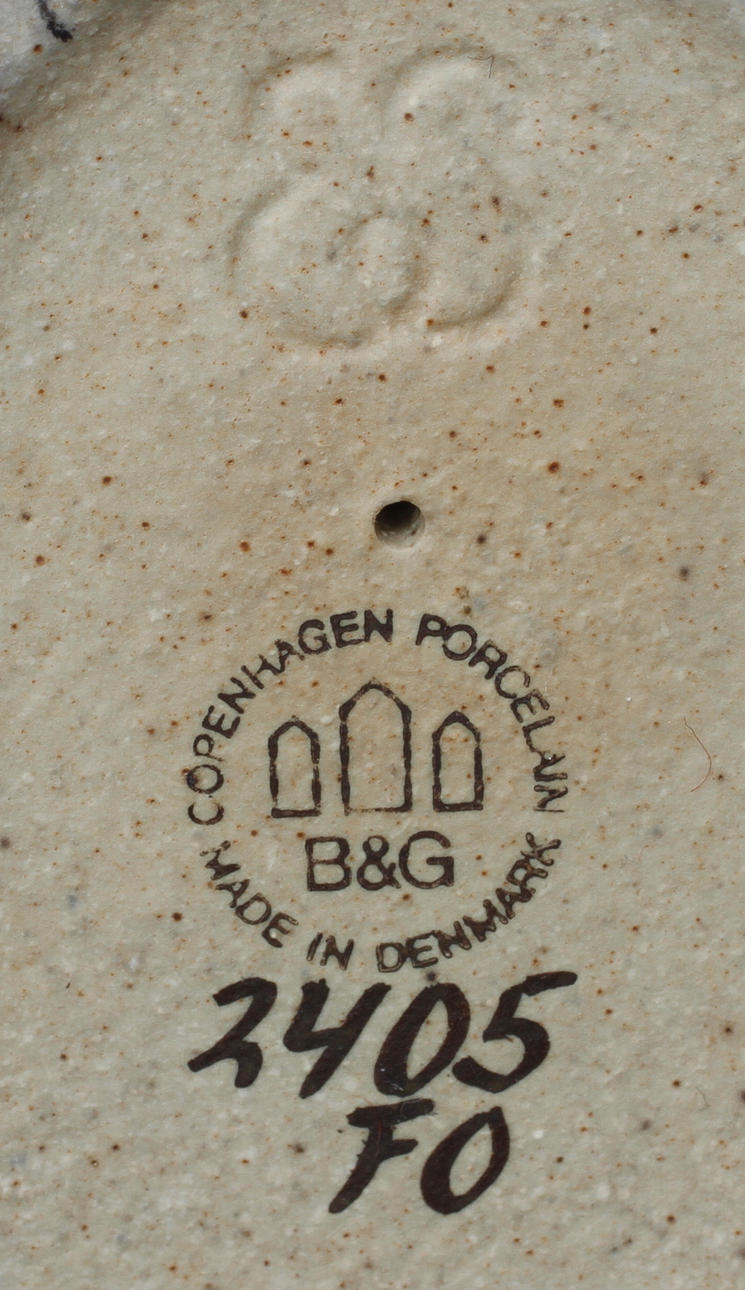 COPENHAGEN PORCELAIN
B&G
MADE IN DENMARK
2405
FO